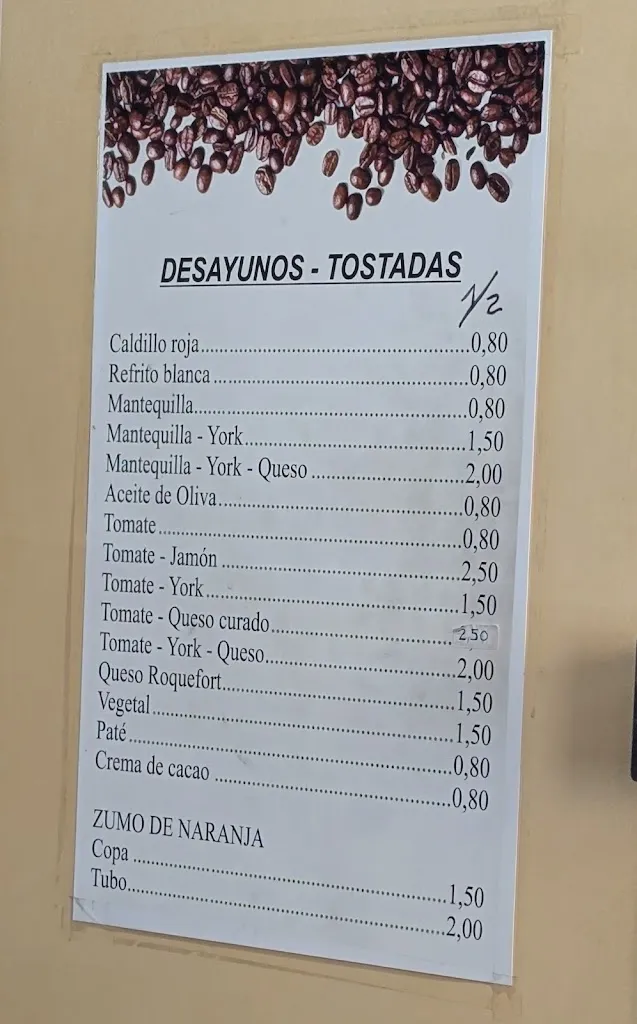 DESAYUNOS - TOSTADAS
1/2
Caldillo roja 0,80
Refrito blanca 0,80
Mantequilla 0,80
Mantequilla - York 1,50
Mantequilla - York - Queso 2,00
Aceite de Oliva 0,80
Tomate 0,80
Tomate - Jamón 2,50
Tomate - York 1,50
Tomate - Queso curado 2,50
Tomate - York - Queso 2,00
Queso Roquefort 1,50
Vegetal 1,50
Paté 0,80
Crema de cacao 0,80
ZUMO DE NARANJA
Copa 1,50
Tubo 2,00